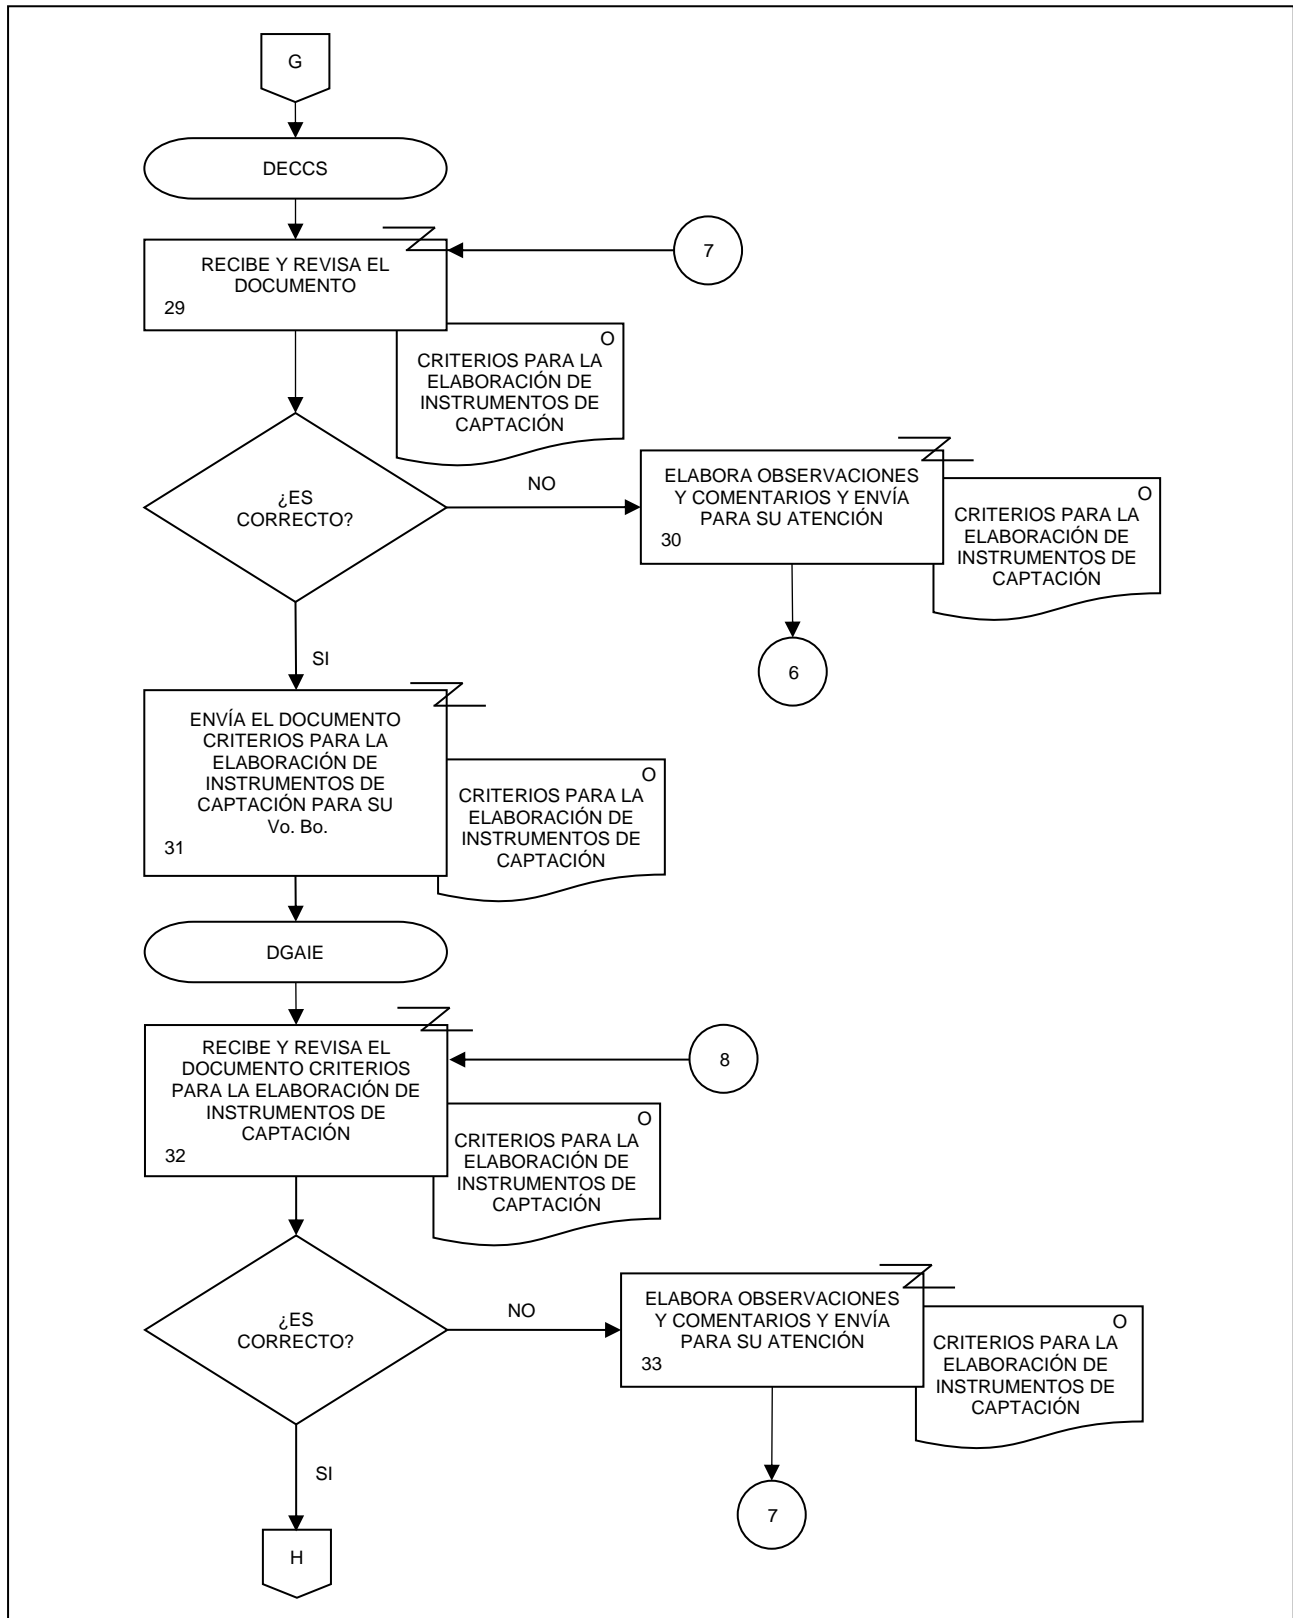 G
DECCS
RECIBE Y REVISA EL
DOCUMENTO
29
7
O
CRITERIOS PARA LA
ELABORACIÓN DE
INSTRUMENTOS DE
CAPTACIÓN
¿ES
CORRECTO?
NO
ELABORA OBSERVACIONES
Y COMENTARIOS Y ENVÍA
PARA SU ATENCIÓN
30
O
CRITERIOS PARA LA
ELABORACIÓN DE
INSTRUMENTOS DE
CAPTACIÓN
6
SI
ENVÍA EL DOCUMENTO
CRITERIOS PARA LA
ELABORACIÓN DE
INSTRUMENTOS DE
CAPTACIÓN PARA SU
Vo. Bo.
31
O
CRITERIOS PARA LA
ELABORACIÓN DE
INSTRUMENTOS DE
CAPTACIÓN
DGAIE
RECIBE Y REVISA EL
DOCUMENTO CRITERIOS
PARA LA ELABORACIÓN DE
INSTRUMENTOS DE
CAPTACIÓN
32
8
O
CRITERIOS PARA LA
ELABORACIÓN DE
INSTRUMENTOS DE
CAPTACIÓN
¿ES
CORRECTO?
NO
ELABORA OBSERVACIONES
Y COMENTARIOS Y ENVÍA
PARA SU ATENCIÓN
33
O
CRITERIOS PARA LA
ELABORACIÓN DE
INSTRUMENTOS DE
CAPTACIÓN
7
SI
H